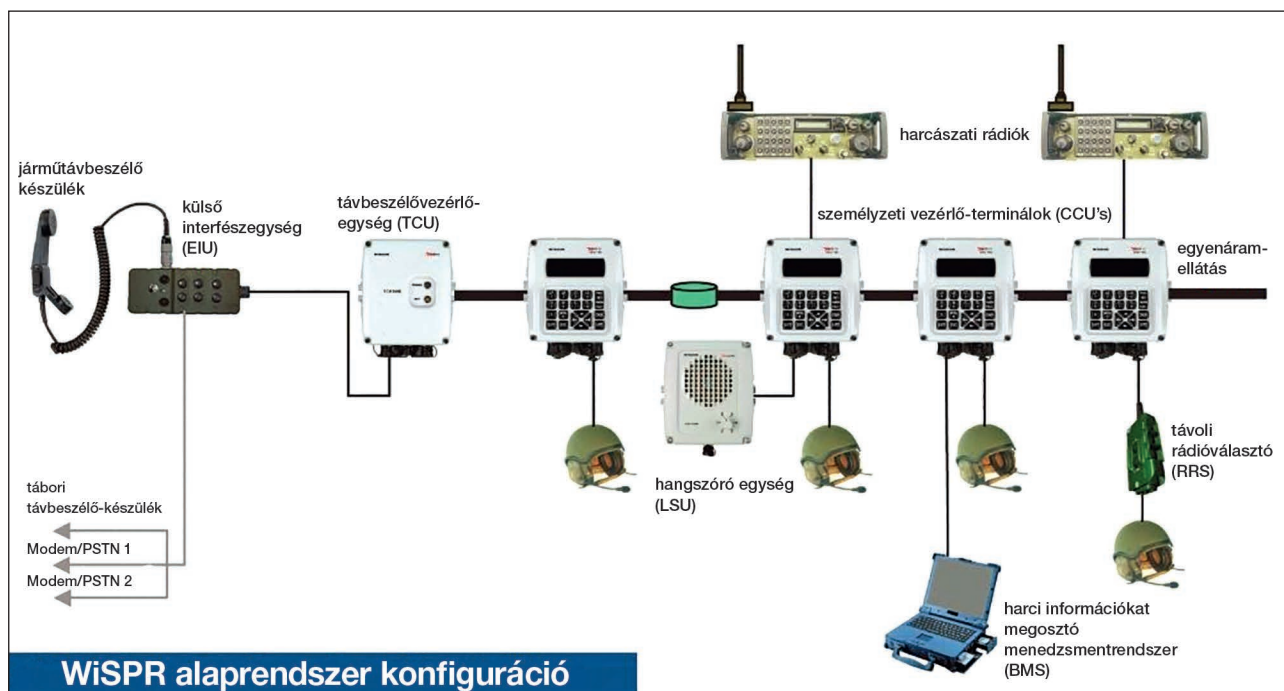 járműtávbeszélő
készülék
külső
interfészegység
(EIU)
távbeszélővezérlő-
egység (TCU)
harcászati rádiók
személyzeti vezérlő-terminálok (CCU's)
egyenáram-
ellátás
hangszóró egység
(LSU)
távoli
rádióválasztó
(RRS)
tábori
távbeszélő-készülék
Modem/PSTN 1
Modem/PSTN 2
harci információkat
megosztó
menedzsmentrendszer
(BMS)
WiSPR alaprendszer konfiguráció